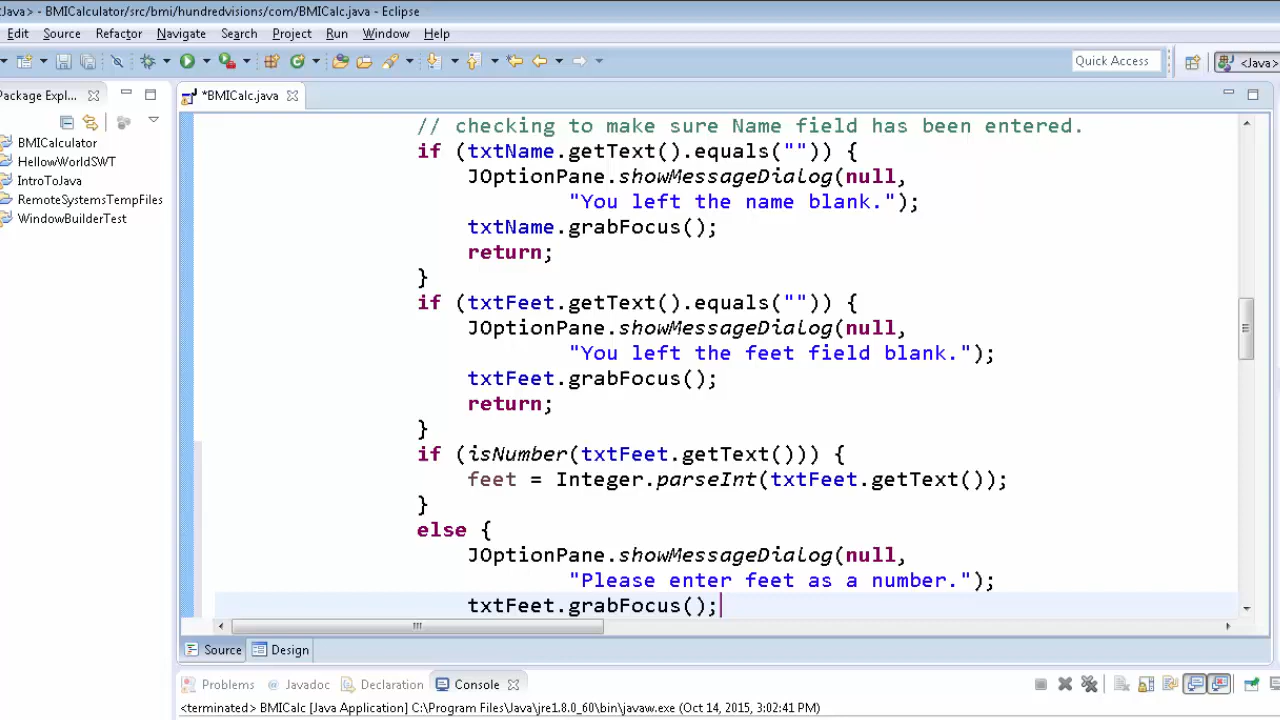 Java> - BMICalculator/src/bmi/hundredvisions/com/BMICalc.java - Eclipse
Edit Source Refactor Navigate Search Project Run Window Help
Quick Access <Java>
Package Expl... *BMICalc.java
BMICalculator
HellowWorldSWT
IntroToJava
RemoteSystemsTempFiles
WindowBuilderTest
// checking to make sure Name field has been entered.
if (txtName.getText().equals("")) {
JOptionPane.showMessageDialog(null,
"You left the name blank.");
txtName.grabFocus();
return;
}
if (txtFeet.getText().equals("")) {
JOptionPane.showMessageDialog(null,
"You left the feet field blank.");
txtFeet.grabFocus();
return;
}
if (isNumber(txtFeet.getText())) {
feet = Integer.parseInt(txtFeet.getText());
}
else {
JOptionPane.showMessageDialog(null,
"Please enter feet as a number.");
txtFeet.grabFocus();
Source Design
Problems @ Javadoc Declaration Console
<terminated> BMICalc [Java Application] C:\Program Files\Java\jre1.8.0_60\bin\javaw.exe (Oct 14, 2015, 3:02:41 PM)